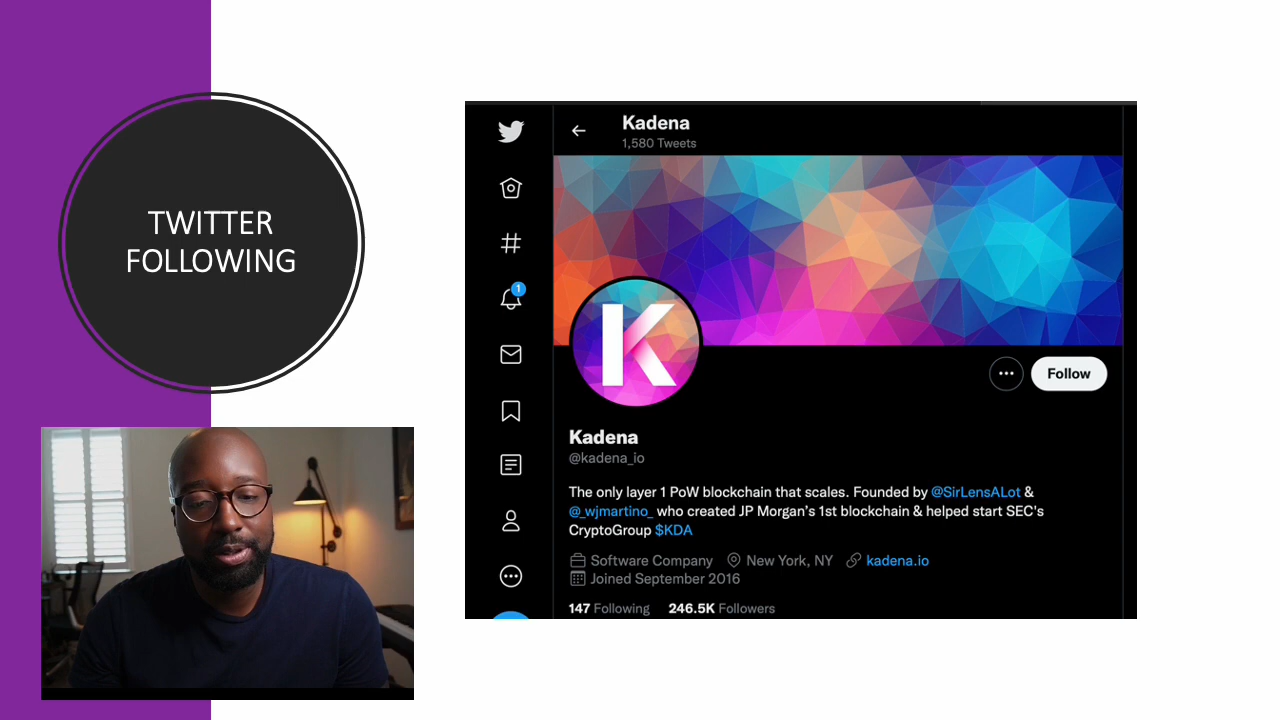 TWITTER
FOLLOWING
Kadena
1,580 Tweets
1
K
Follow
Kadena
@kadena_io
The only layer 1 PoW blockchain that scales. Founded by @SirLensALot &
@_wjmartino_ who created JP Morgan's 1st blockchain & helped start SEC's
CryptoGroup $KDA
Software Company New York, NY kadena.io
Joined September 2016
147 Following 246.5K Followers